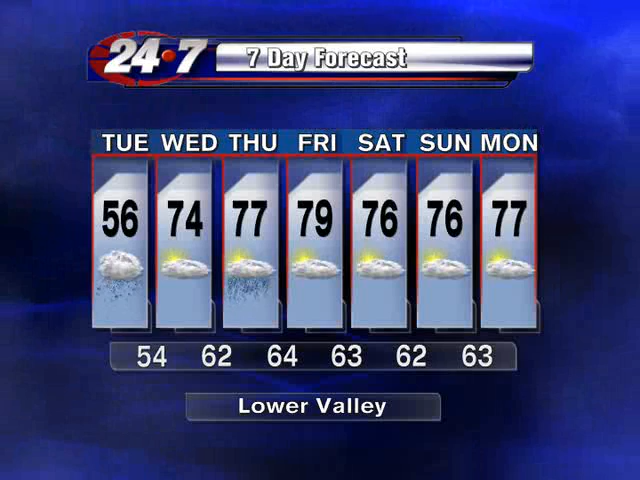 24·7
7 Day Forecast
TUE WED THU FRI SAT SUN MON
56 74 77 79 76 76 77
54 62 64 63 62 63
Lower Valley